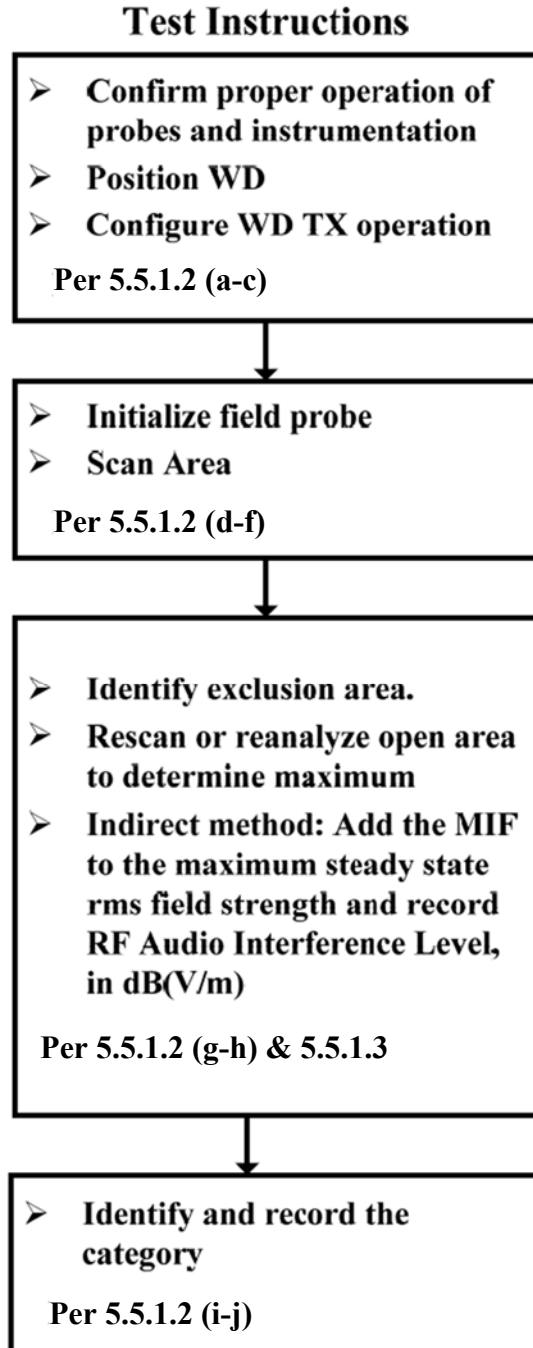 Test Instructions
➢ Confirm proper operation of
probes and instrumentation
➢ Position WD
➢ Configure WD TX operation
Per 5.5.1.2 (a-c)
➢ Initialize field probe
➢ Scan Area
Per 5.5.1.2 (d-f)
➢ Identify exclusion area.
➢ Rescan or reanalyze open area
to determine maximum
➢ Indirect method: Add the MIF
to the maximum steady state
rms field strength and record
RF Audio Interference Level,
in dB(V/m)
Per 5.5.1.2 (g-h) & 5.5.1.3
➢ Identify and record the
category
Per 5.5.1.2 (i-j)